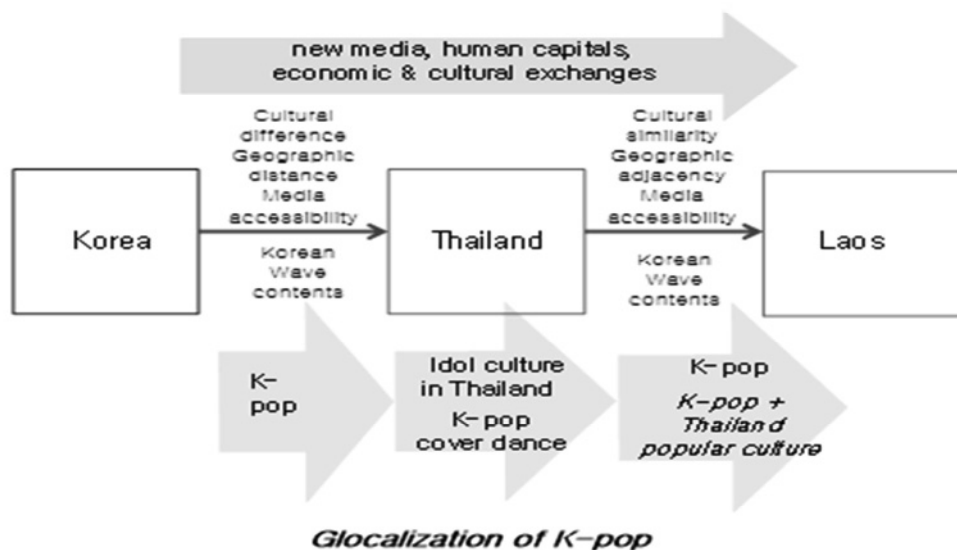 new media, human capitals,
economic & cultural exchanges
Cultural
difference
Geographic
distance
Media
accessibility
Cultural
similarity
Geographic
adjacency
Media
accessibility
Korea
Thailand
Laos
Korean
Wave
contents
Korean
Wave
contents
K-
pop
Idol culture
in Thailand
K-pop
cover dance
K-pop
K-pop +
Thailand
popular culture
Glocalization of K-pop